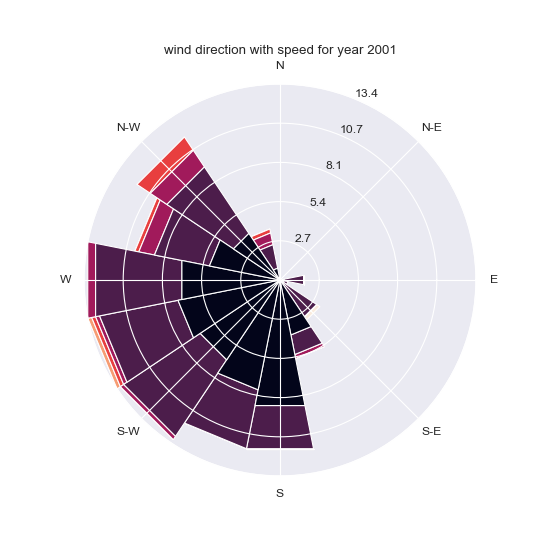 wind direction with speed for year 2001
N
13.4
N-W
10.7
N-E
8.1
5.4
2.7
W
E
S-W
S-E
S